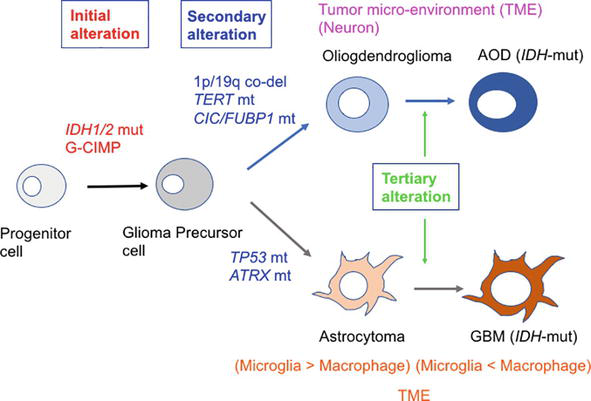 Initial
alteration
Secondary
alteration
Tumor micro-environment (TME)
(Neuron)
Oliogdendroglioma
AOD (IDH-mut)
1p/19q co-del
TERT mt
CIC/FUBP1 mt
IDH1/2 mut
G-CIMP
Tertiary
alteration
Progenitor
cell
Glioma Precursor
cell
TP53 mt
ATRX mt
Astrocytoma
GBM (IDH-mut)
(Microglia > Macrophage)
(Microglia < Macrophage)
TME